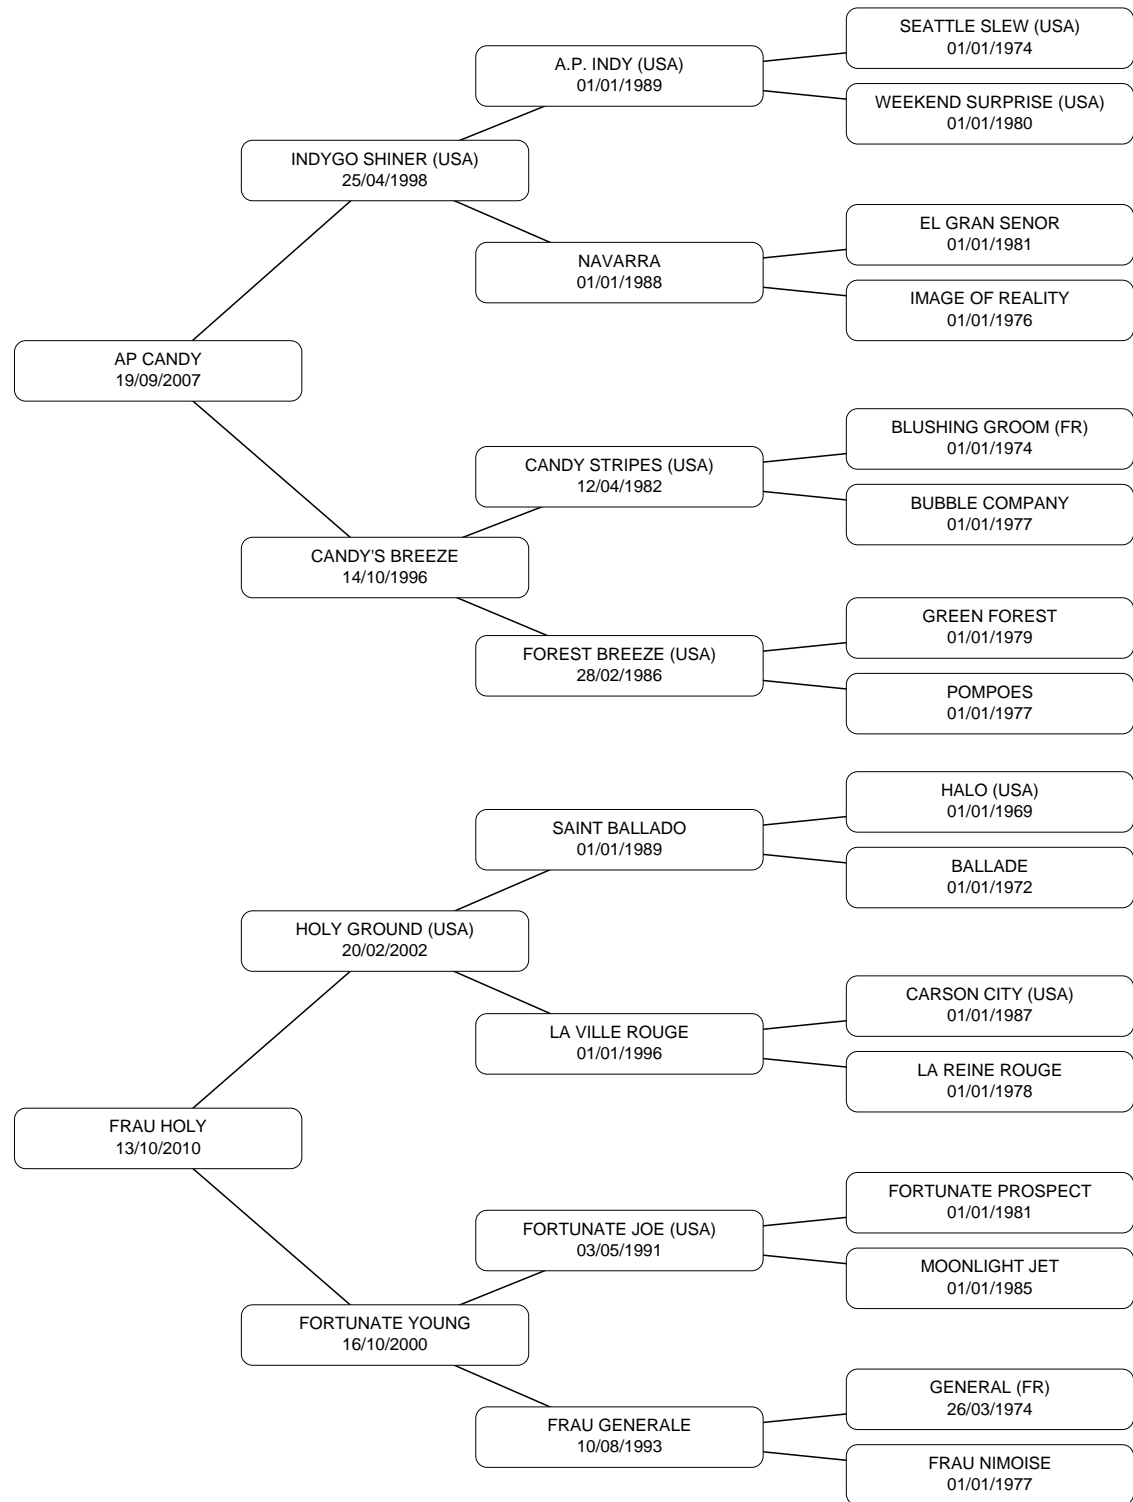 SEATTLE SLEW (USA)
01/01/1974
A.P. INDY (USA)
01/01/1989
WEEKEND SURPRISE (USA)
01/01/1980
INDYGO SHINER (USA)
25/04/1998
EL GRAN SENOR
01/01/1981
NAVARRA
01/01/1988
IMAGE OF REALITY
01/01/1976
AP CANDY
19/09/2007
BLUSHING GROOM (FR)
01/01/1974
CANDY STRIPES (USA)
12/04/1982
BUBBLE COMPANY
01/01/1977
CANDY'S BREEZE
14/10/1996
GREEN FOREST
01/01/1979
FOREST BREEZE (USA)
28/02/1986
POMPOES
01/01/1977
HALO (USA)
01/01/1969
SAINT BALLADO
01/01/1989
BALLADE
01/01/1972
HOLY GROUND (USA)
20/02/2002
CARSON CITY (USA)
01/01/1987
LA VILLE ROUGE
01/01/1996
LA REINE ROUGE
01/01/1978
FRAU HOLY
13/10/2010
FORTUNATE PROSPECT
01/01/1981
FORTUNATE JOE (USA)
03/05/1991
MOONLIGHT JET
01/01/1985
FORTUNATE YOUNG
16/10/2000
GENERAL (FR)
26/03/1974
FRAU GENERALE
10/08/1993
FRAU NIMOISE
01/01/1977